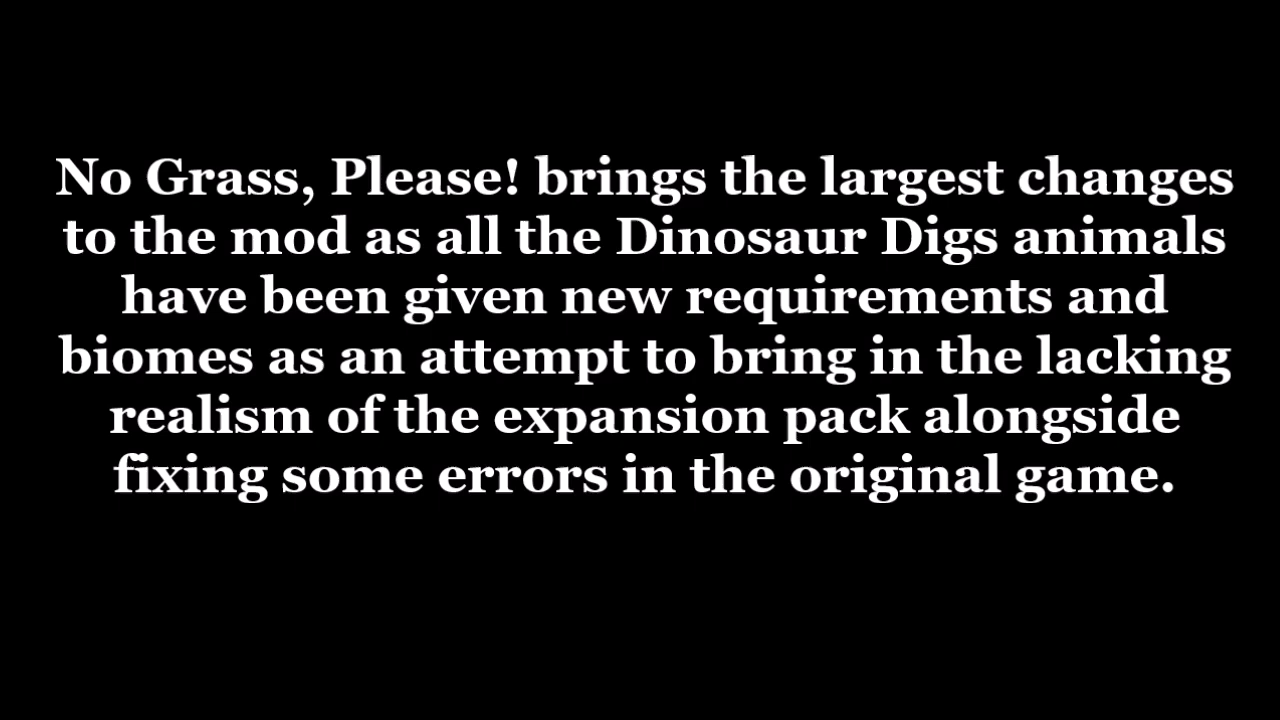 No Grass, Please! brings the largest changes
to the mod as all the Dinosaur Digs animals
have been given new requirements and
biomes as an attempt to bring in the lacking
realism of the expansion pack alongside
fixing some errors in the original game.